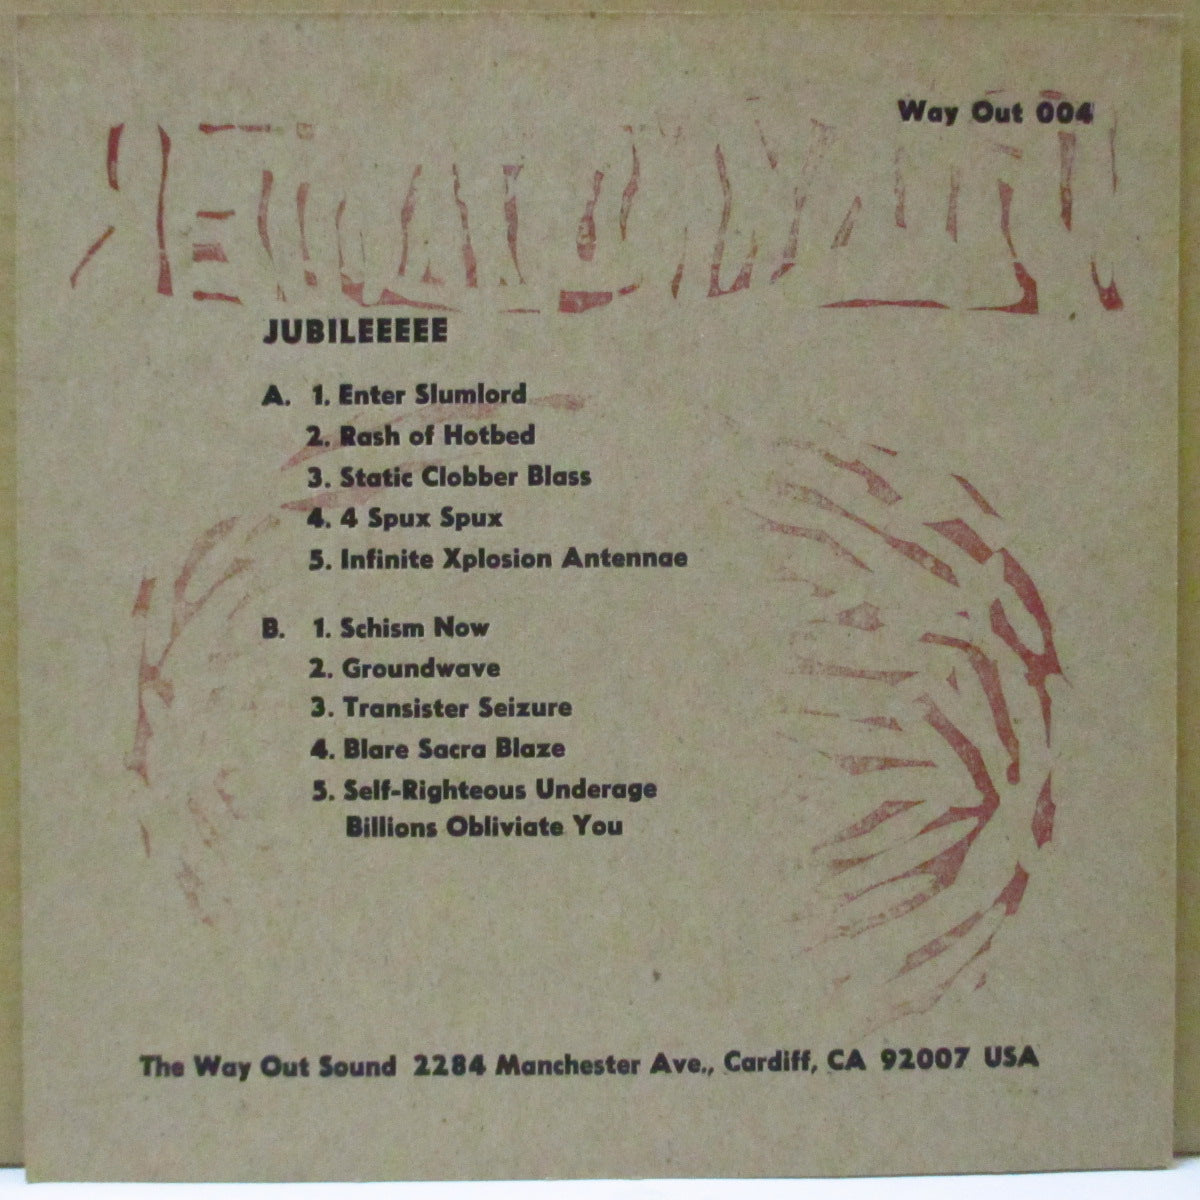 Way Out 004
JUBILEEEEE
A. 1. Enter Slumlord
2. Rash of Hotbed
3. Static Clobber Blass
4. 4 Spux Spux
5. Infinite Xplosion Antennae
B. 1. Schism Now
2. Groundwave
3. Transister Seizure
4. Blare Sacra Blaze
5. Self-Righteous Underage
Billions Obliviate You
The Way Out Sound 2284 Manchester Ave., Cardiff, CA 92007 USA